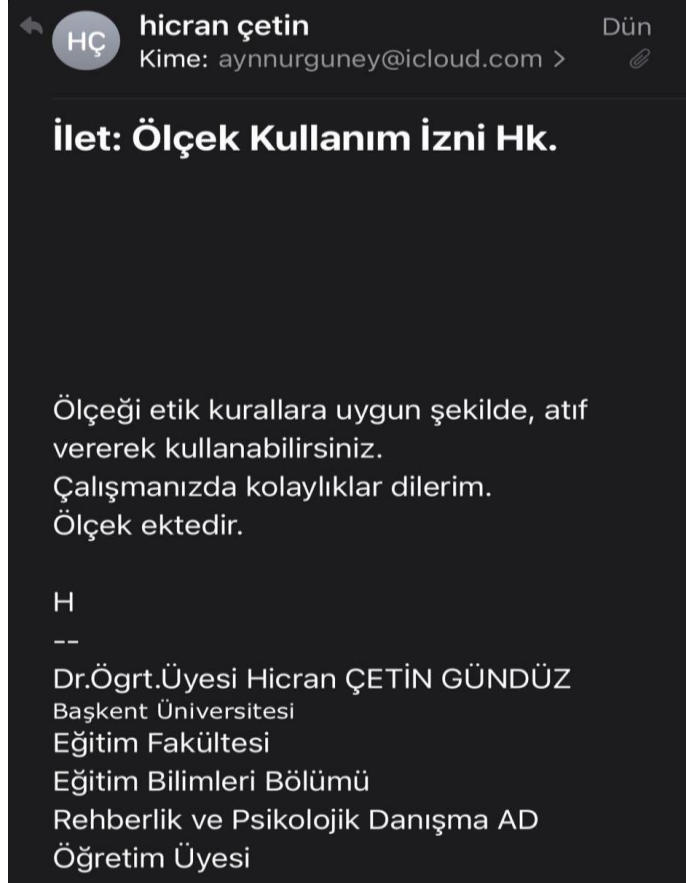 HÇ
hicran çetin
Dün
Kime: aynnurguney@icloud.com >
İlet: Ölçek Kullanım İzni Hk.
Ölçeği etik kurallara uygun şekilde, atıf
vererek kullanabilirsiniz.
Çalışmanızda kolaylıklar dilerim.
Ölçek ektedir.
H
--
Dr.Ögrt.Üyesi Hicran ÇETİN GÜNDÜZ
Başkent Üniversitesi
Eğitim Fakültesi
Eğitim Bilimleri Bölümü
Rehberlik ve Psikolojik Danışma AD
Öğretim Üyesi